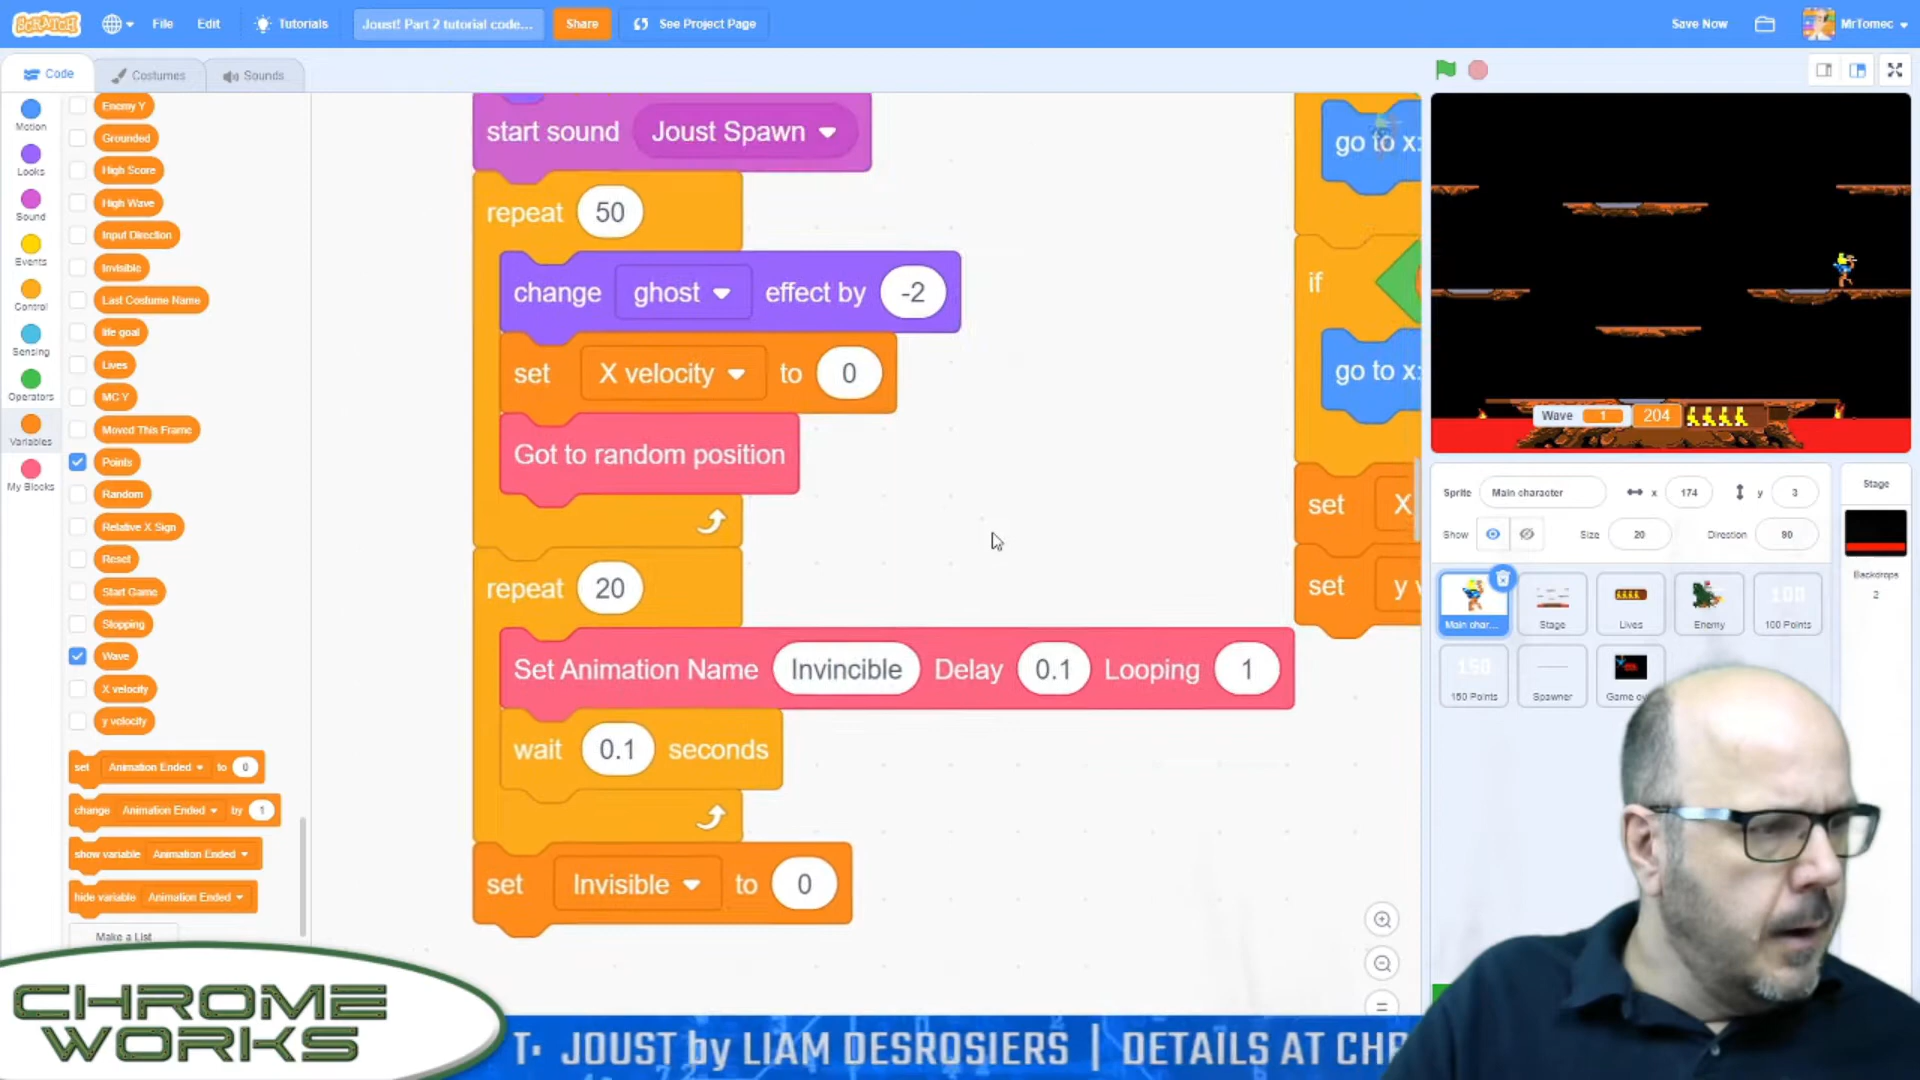 SCRATCH
File
Edit
Tutorials
Joust! Part 2 tutorial code...
Share
See Project Page
Save Now
MrTomec
Code
Costumes
Sounds
Motion
Looks
Sound
Events
Control
Sensing
Operators
Variables
My Blocks
Enemy Y
Grounded
High Score
High Wave
Input Direction
Invisible
Last Costume Name
life goal
Lives
MC Y
Moved This Frame
Points
Random
Relative X Sign
Reset
Start Game
Stopping
Wave
X velocity
y velocity
set Animation Ended to 0
change Animation Ended by 1
show variable Animation Ended
hide variable Animation Ended
Make a List
start sound Joust Spawn
repeat 50
change ghost effect by -2
set X velocity to 0
Got to random position
repeat 20
Set Animation Name Invincible Delay 0.1 Looping 1
wait 0.1 seconds
set Invisible to 0
go to x:
if
go to x:
set X
set y v
Wave 1 204
Sprite Main character x 174 y 3
Show Size 20 Direction 90
Stage
Backdrops
2
Main char...
Stage
Lives
Enemy
100
100 Points
150
150 Points
Spawner
Game ov
CHROME
WORKS
T: JOUST by LIAM DESROSIERS | DETAILS AT CHR